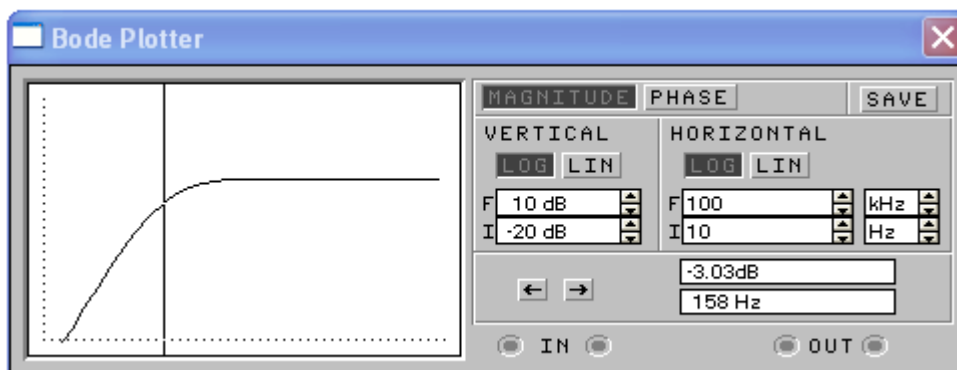 Bode Plotter
MAGNITUDE PHASE SAVE
VERTICAL HORIZONTAL
LOG LIN LOG LIN
F 10 dB F 100 kHz
I -20 dB I 10 Hz
-3.03dB
158 Hz
IN OUT